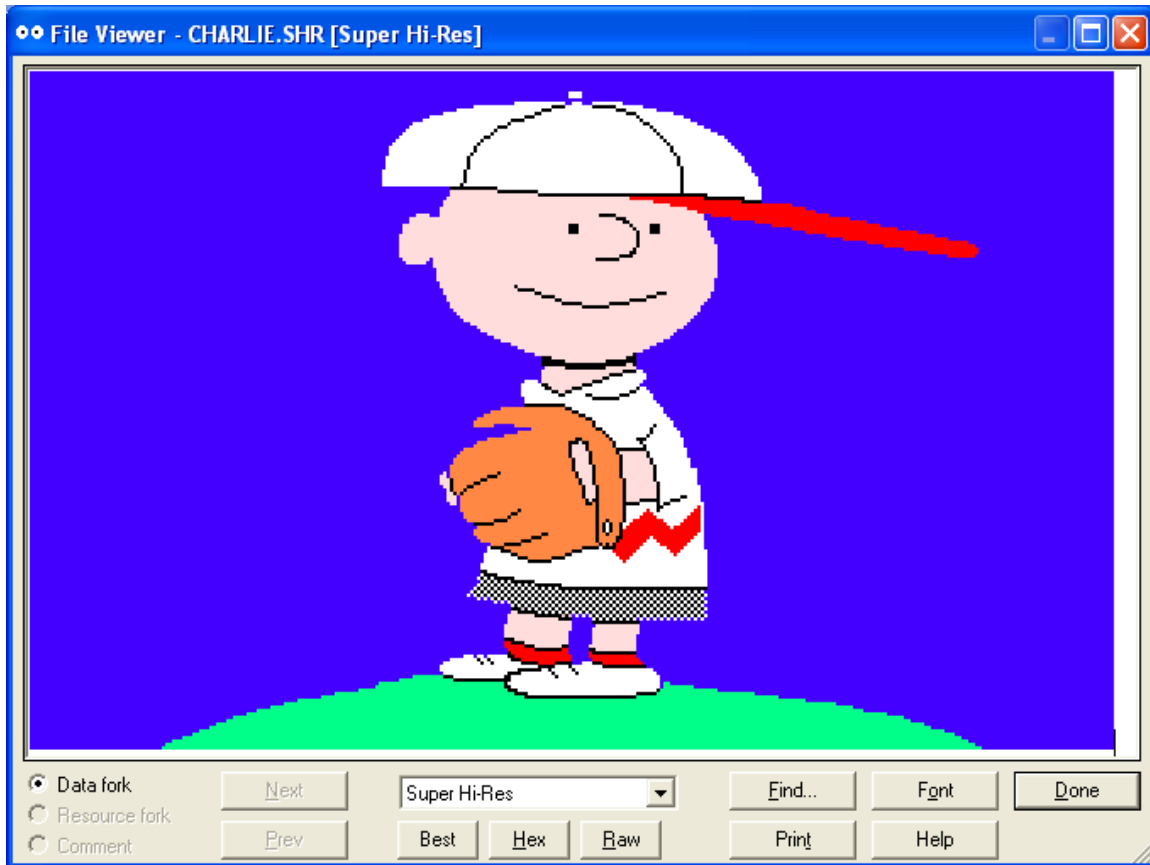 File Viewer - CHARLIE.SHR [Super Hi-Res]
Data fork
Resource fork
Comment
Next
Prev
Super Hi-Res
Best
Hex
Raw
Find...
Font
Done
Print
Help